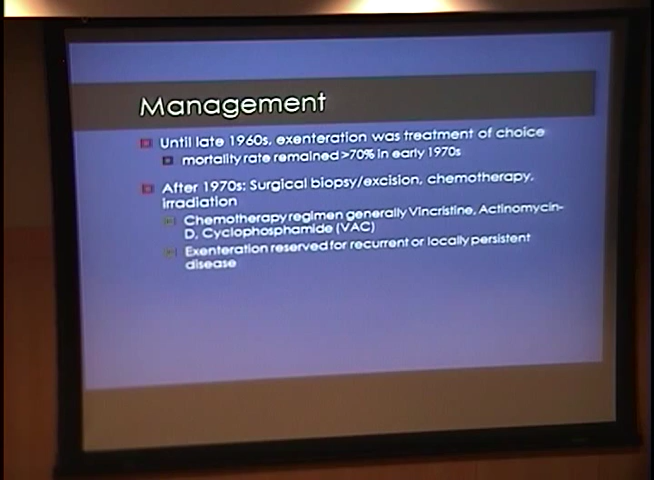 Management
Until late 1960s, exenteration was treatment of choice
mortality rate remained >70% in early 1970s
After 1970s: Surgical biopsy/excision, chemotherapy,
irradiation
Chemotherapy regimen generally Vincristine, Actinomycin-
D, Cyclophosphamide (VAC)
Exenteration reserved for recurrent or locally persistent
disease